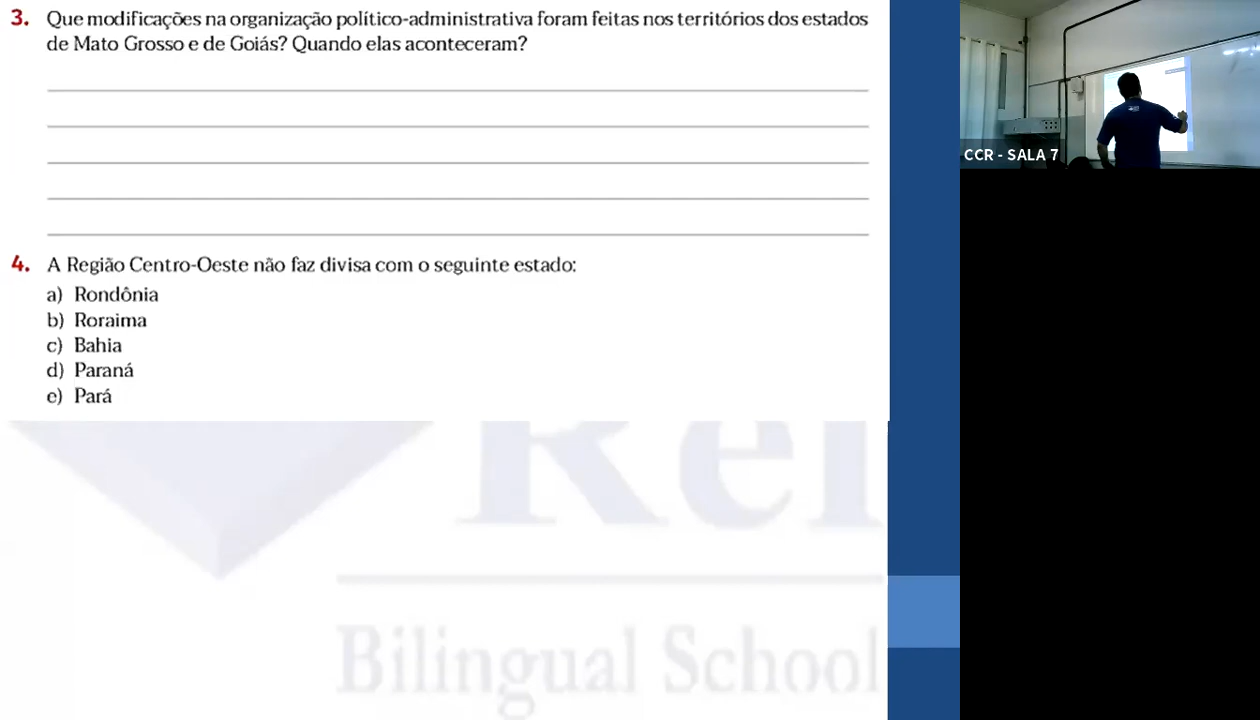 3. Que modificações na organização político-administrativa foram feitas nos territórios dos estados
de Mato Grosso e de Goiás? Quando elas aconteceram?
4. A Região Centro-Oeste não faz divisa com o seguinte estado:
a) Rondônia
b) Roraima
c) Bahia
d) Paraná
e) Pará
Bilingual School
CCR - SALA 7